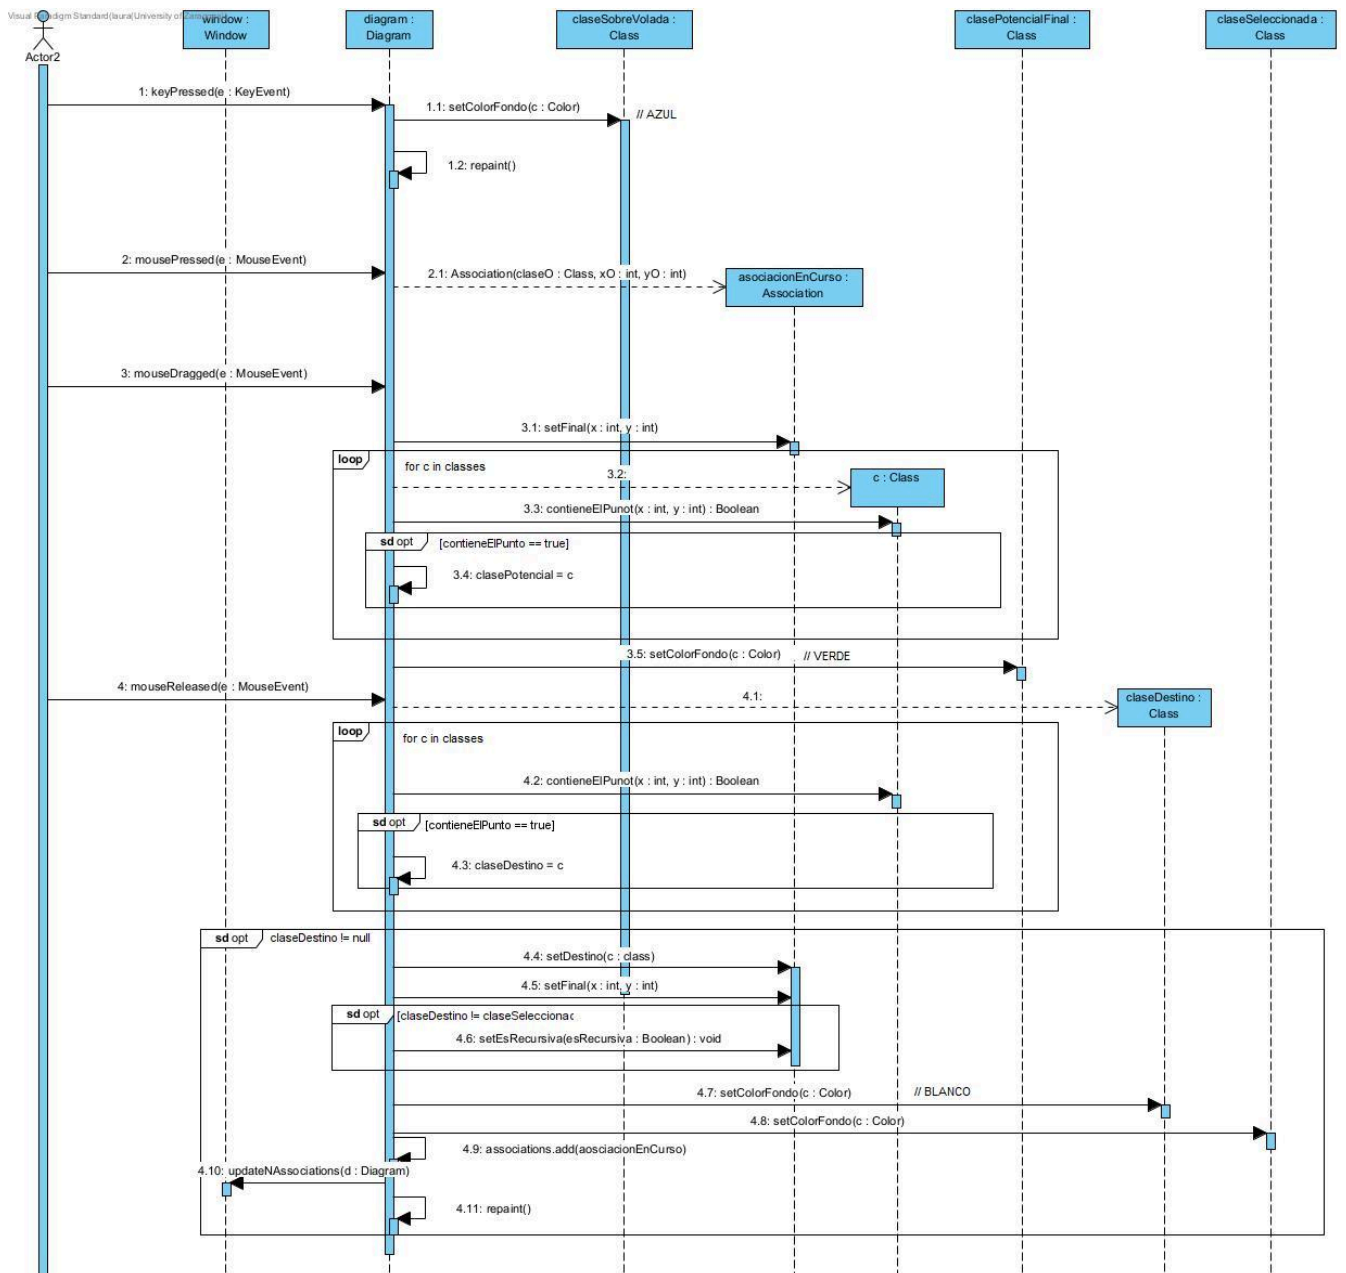 Visual Paradigm Standard(laura(University of Zaragoza))
Actor2
window :
Window
diagram :
Diagram
claseSobreVolada :
Class
clasePotencialFinal :
Class
claseSeleccionada :
Class
1: keyPressed(e : KeyEvent)
1.1: setColorFondo(c : Color)
// AZUL
1.2: repaint()
2: mousePressed(e : MouseEvent)
2.1: Association(claseO : Class, xO : int, yO : int)
asociacionEnCurso :
Association
3: mouseDragged(e : MouseEvent)
3.1: setFinal(x : int, y : int)
loop
for c in classes
3.2:
c : Class
3.3: contieneElPunot(x : int, y : int) : Boolean
sd opt
[contieneElPunto == true]
3.4: clasePotencial = c
3.5: setColorFondo(c : Color)
// VERDE
4: mouseReleased(e : MouseEvent)
4.1:
claseDestino :
Class
loop
for c in classes
4.2: contieneElPunot(x : int, y : int) : Boolean
sd opt
[contieneElPunto == true]
4.3: claseDestino = c
sd opt
claseDestino != null
4.4: setDestino(c : class)
4.5: setFinal(x : int, y : int)
sd opt
[claseDestino != claseSeleccionac
4.6: setEsRecursiva(esRecursiva : Boolean) : void
4.7: setColorFondo(c : Color)
// BLANCO
4.8: setColorFondo(c : Color)
4.9: associations.add(aosciacionEnCurso)
4.10: updateNAssociations(d : Diagram)
4.11: repaint()